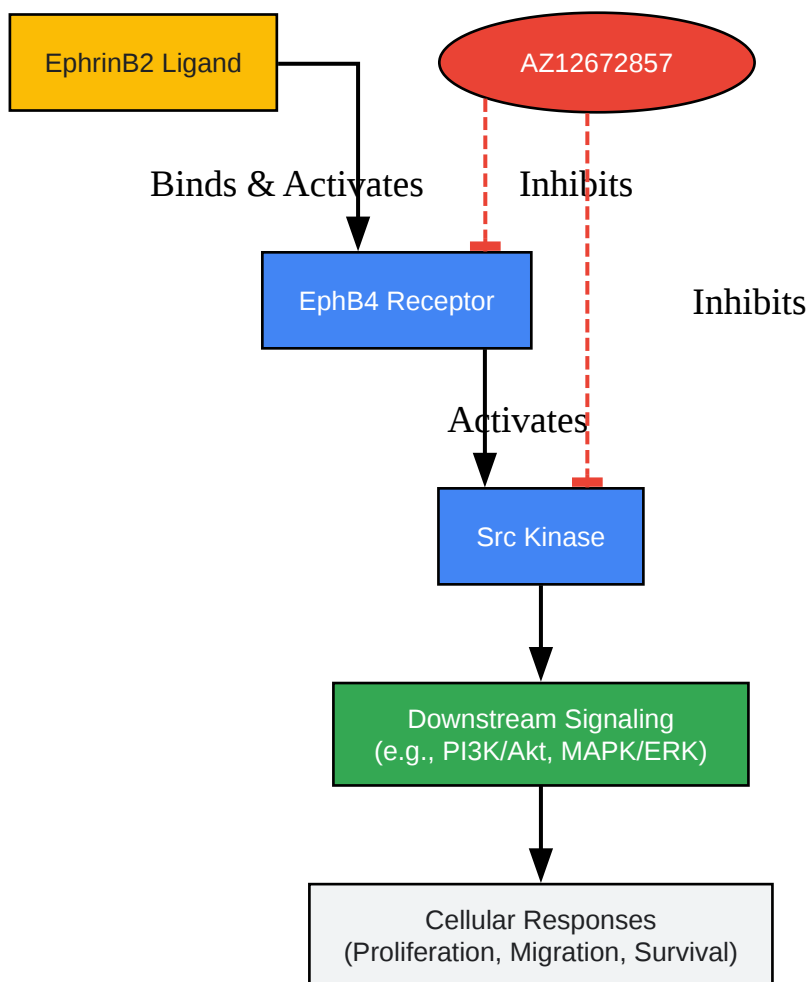 EphrinB2 Ligand
AZ12672857
Binds & Activates
Inhibits
EphB4 Receptor
Inhibits
Activates
Src Kinase
Downstream Signaling
(e.g., PI3K/Akt, MAPK/ERK)
Cellular Responses
(Proliferation, Migration, Survival)